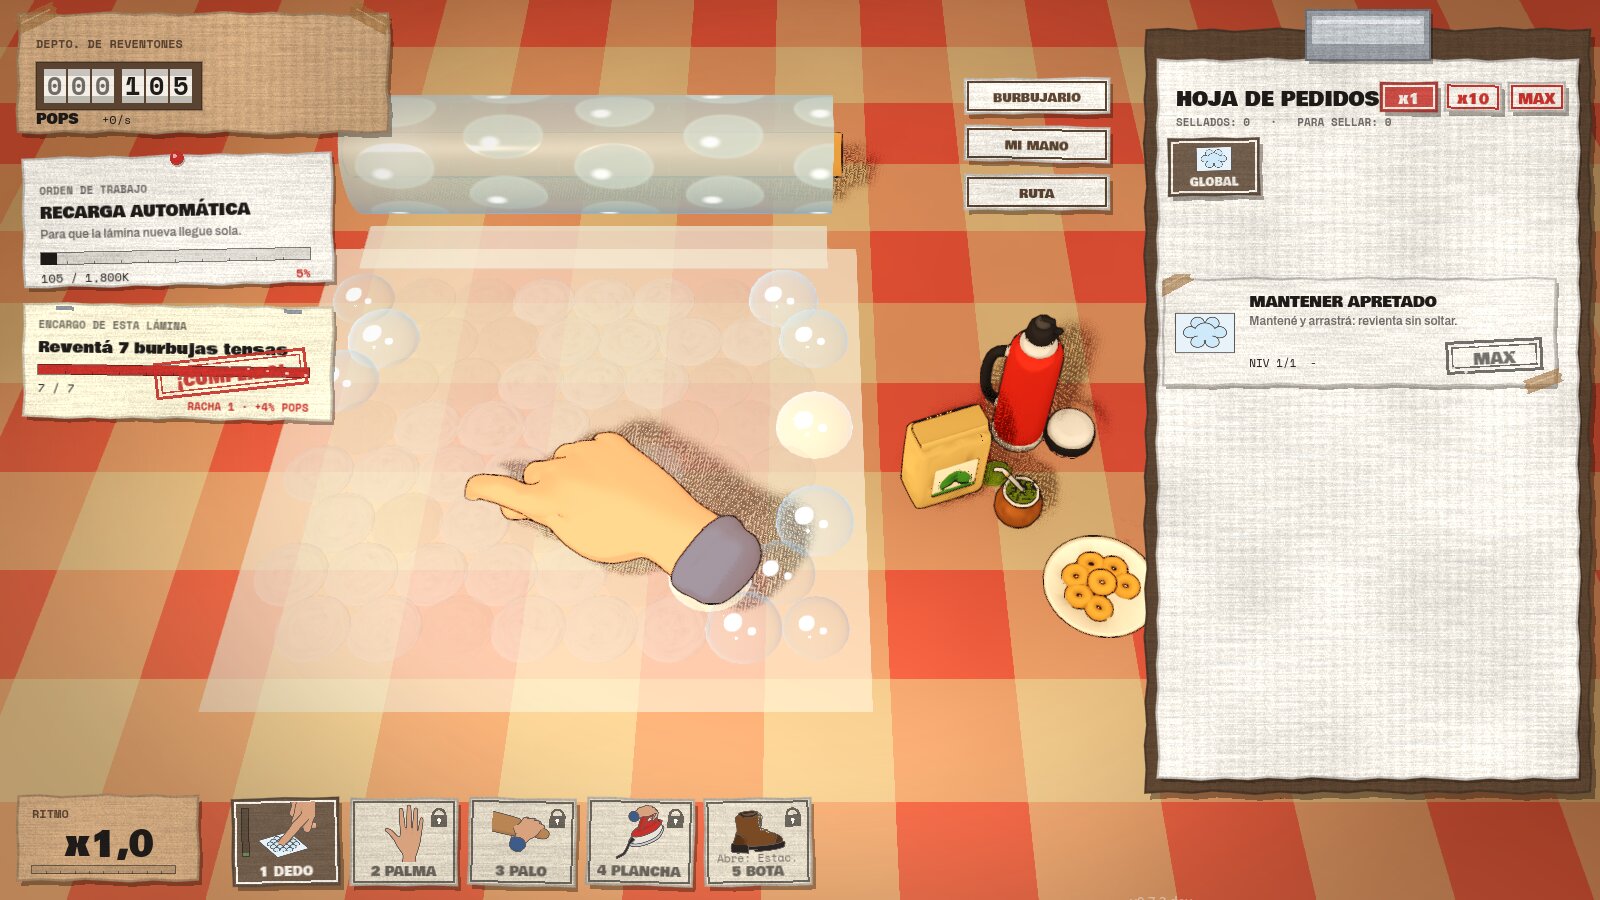 DEPTO. DE REVENTONES
000105
POPS +0/s
ORDEN DE TRABAJO
RECARGA AUTOMÁTICA
Para que la lámina nueva llegue sola.
105 / 1.800K 5%
ENCARGO DE ESTA LÁMINA
Reventá 7 burbujas tensas
7 / 7
RACHA 1 · +4% POPS
BURBUJARIO
MI MANO
RUTA
HOJA DE PEDIDOS
x1 x10 MAX
SELLADOS: 0 · PARA SELLAR: 0
GLOBAL
MANTENER APRETADO
Mantené y arrastrá: revienta sin soltar.
NIV 1/1 -
MAX
RITMO
x1,0
1 DEDO
2 PALMA
3 PALO
4 PLANCHA
Abre: Estac.
5 BOTA